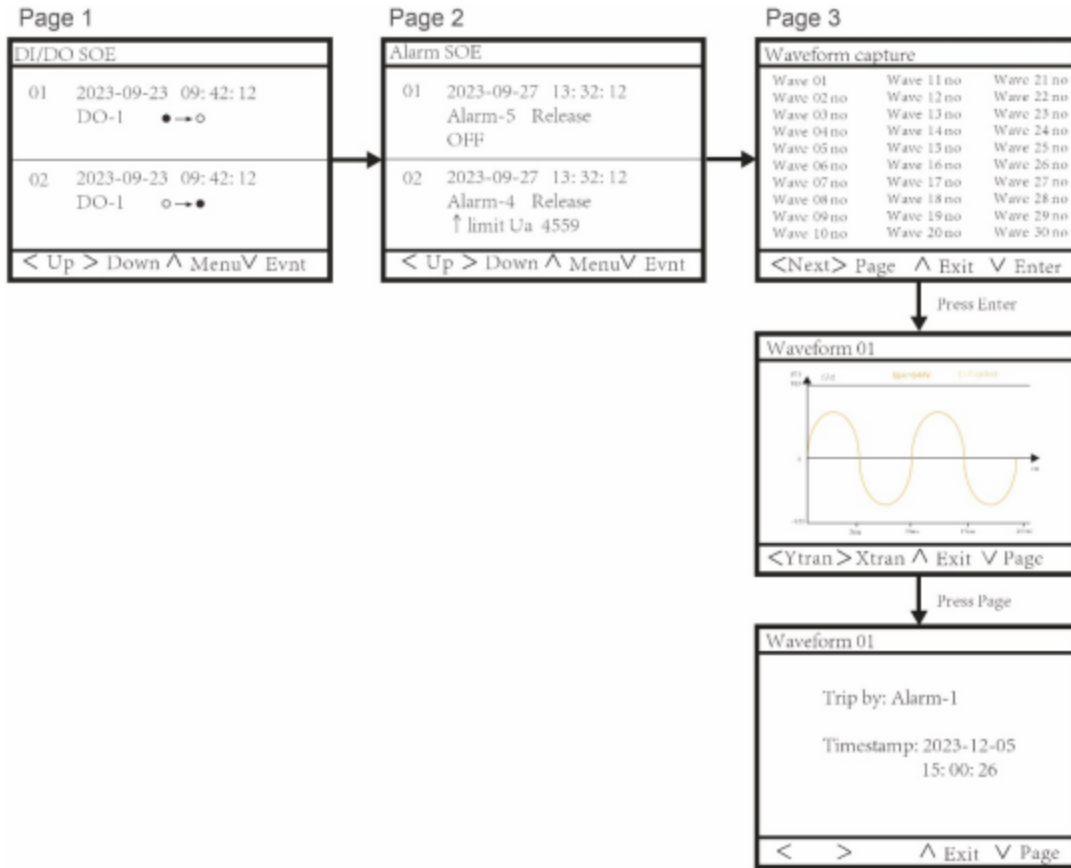 Page 1
DI/DO SOE
01 2023-09-23 09:42:12
DO-1 ●→○
02 2023-09-23 09:42:12
DO-1 ○→●
< Up > Down ∧ Menu ∨ Evnt
Page 2
Alarm SOE
01 2023-09-27 13:32:12
Alarm-5 Release
OFF
02 2023-09-27 13:32:12
Alarm-4 Release
↑ limit Ua 4559
< Up > Down ∧ Menu ∨ Evnt
Page 3
Waveform capture
Wave 01 Wave 11 no Wave 21 no
Wave 02 no Wave 12 no Wave 22 no
Wave 03 no Wave 13 no Wave 23 no
Wave 04 no Wave 14 no Wave 24 no
Wave 05 no Wave 15 no Wave 25 no
Wave 06 no Wave 16 no Wave 26 no
Wave 07 no Wave 17 no Wave 27 no
Wave 08 no Wave 18 no Wave 28 no
Wave 09 no Wave 19 no Wave 29 no
Wave 10 no Wave 20 no Wave 30 no
<Next> Page ∧ Exit ∨ Enter
Press Enter
Waveform 01
<Ytran> Xtran ∧ Exit ∨ Page
Press Page
Waveform 01
Trip by: Alarm-1
Timestamp: 2023-12-05
15:00:26
< > ∧ Exit ∨ Page